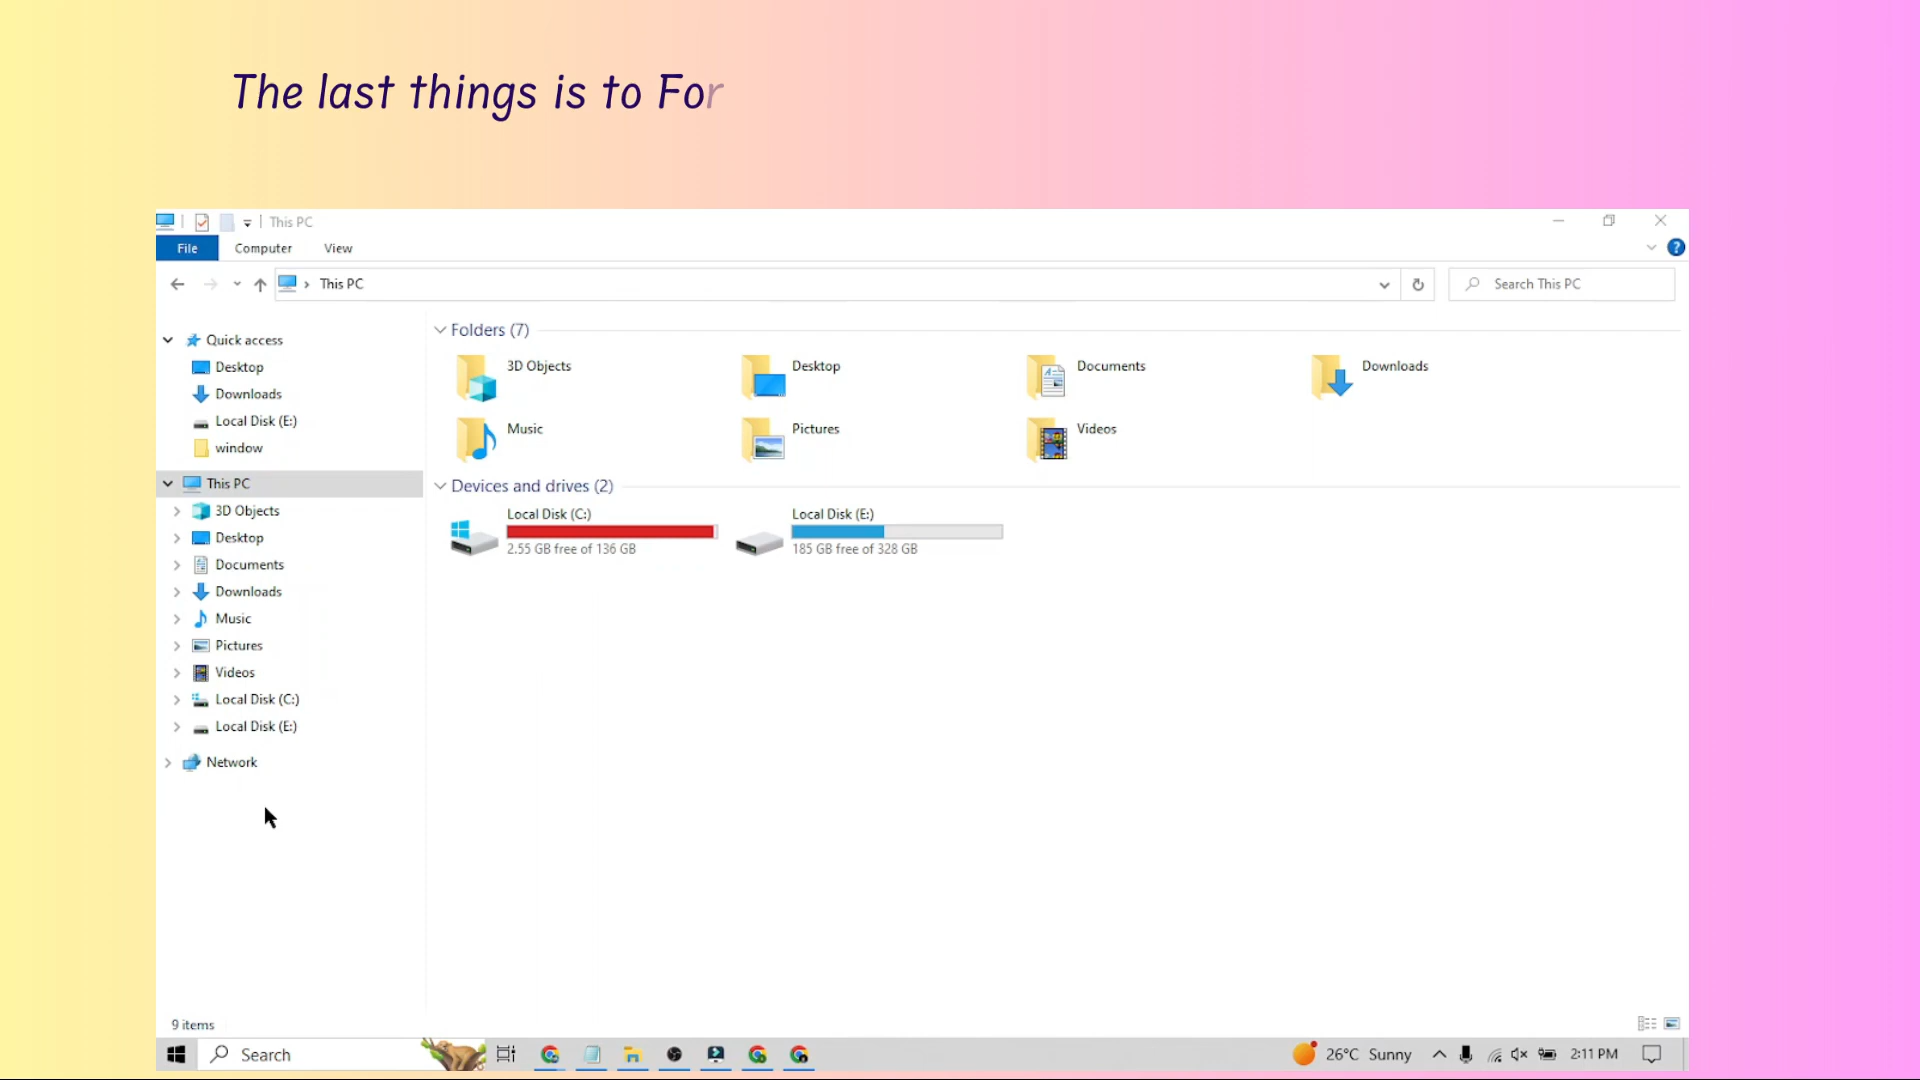 The last things is to For
This PC
File Computer View
This PC
Search This PC
Quick access
Desktop
Downloads
Local Disk (E:)
window
This PC
3D Objects
Desktop
Documents
Downloads
Music
Pictures
Videos
Local Disk (C:)
Local Disk (E:)
Network
Folders (7)
3D Objects Desktop Documents Downloads
Music Pictures Videos
Devices and drives (2)
Local Disk (C:) Local Disk (E:)
2.55 GB free of 136 GB 185 GB free of 328 GB
9 items
Search 26°C Sunny 2:11 PM